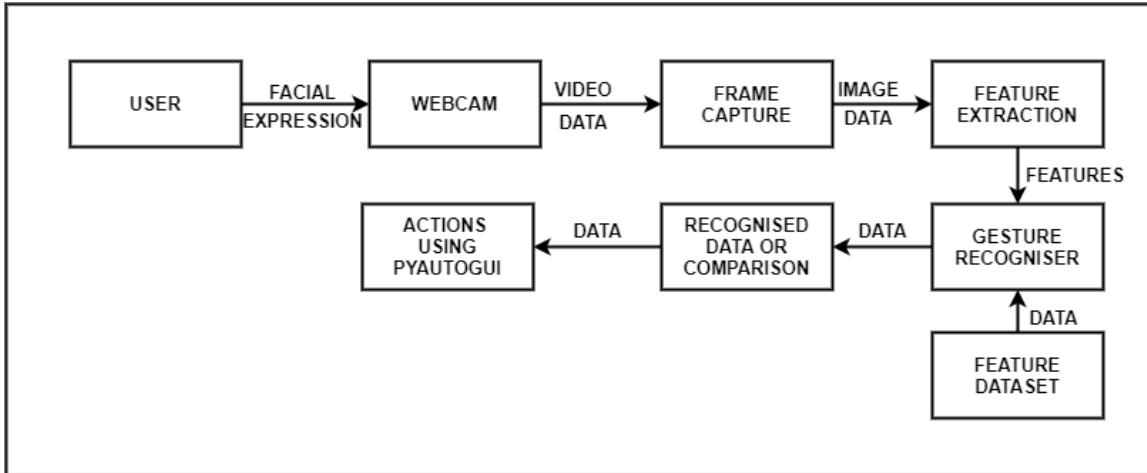 USER
FACIAL
EXPRESSION
WEBCAM
VIDEO
DATA
FRAME
CAPTURE
IMAGE
DATA
FEATURE
EXTRACTION
FEATURES
GESTURE
RECOGNISER
DATA
RECOGNISED
DATA OR
COMPARISON
DATA
ACTIONS
USING
PYAUTOGUI
DATA
FEATURE
DATASET